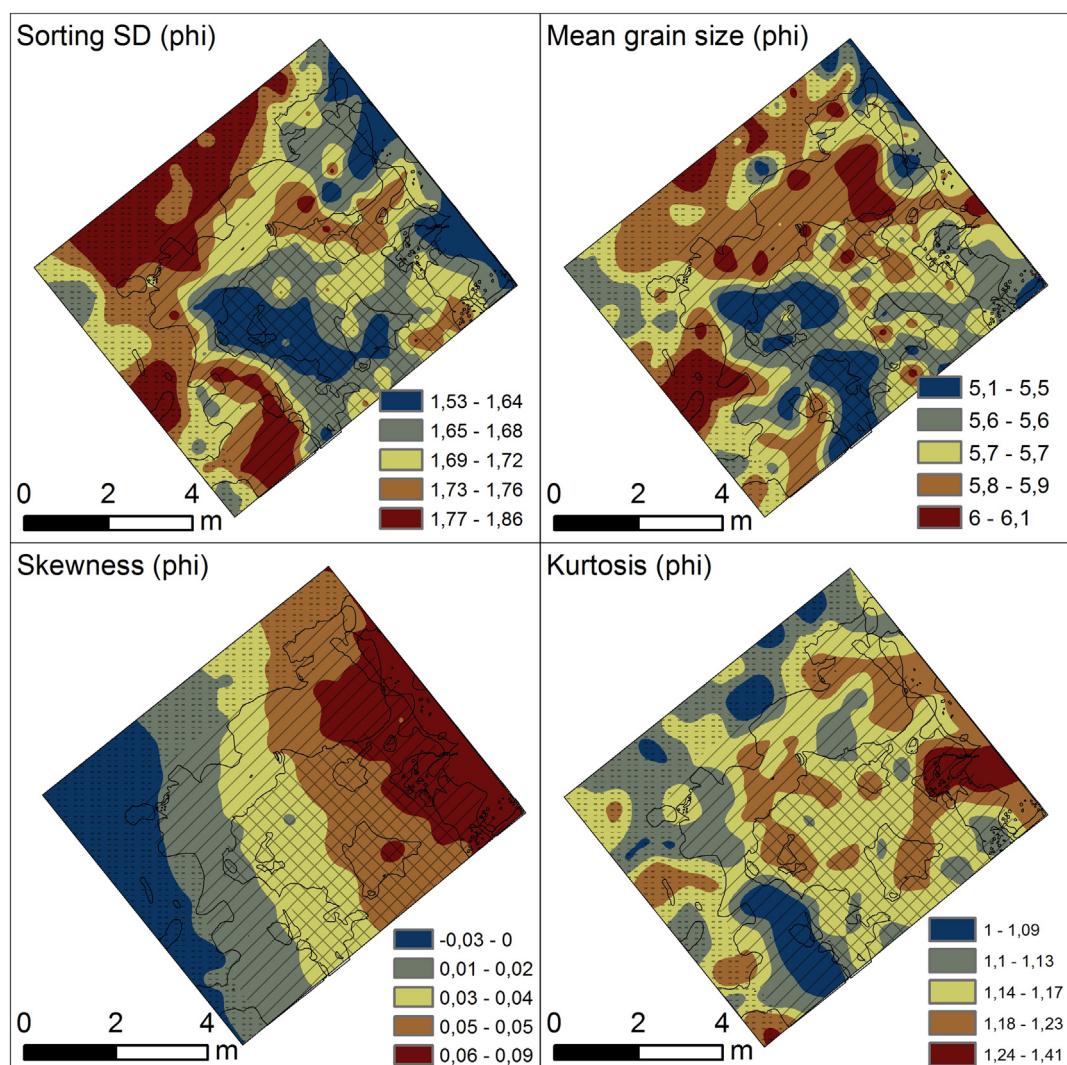 Sorting SD (phi)
1,53 - 1,64
1,65 - 1,68
1,69 - 1,72
1,73 - 1,76
1,77 - 1,86
0 2 4
m
Mean grain size (phi)
5,1 - 5,5
5,6 - 5,6
5,7 - 5,7
5,8 - 5,9
6 - 6,1
0 2 4
m
Skewness (phi)
-0,03 - 0
0,01 - 0,02
0,03 - 0,04
0,05 - 0,05
0,06 - 0,09
0 2 4
m
Kurtosis (phi)
1 - 1,09
1,1 - 1,13
1,14 - 1,17
1,18 - 1,23
1,24 - 1,41
0 2 4
m